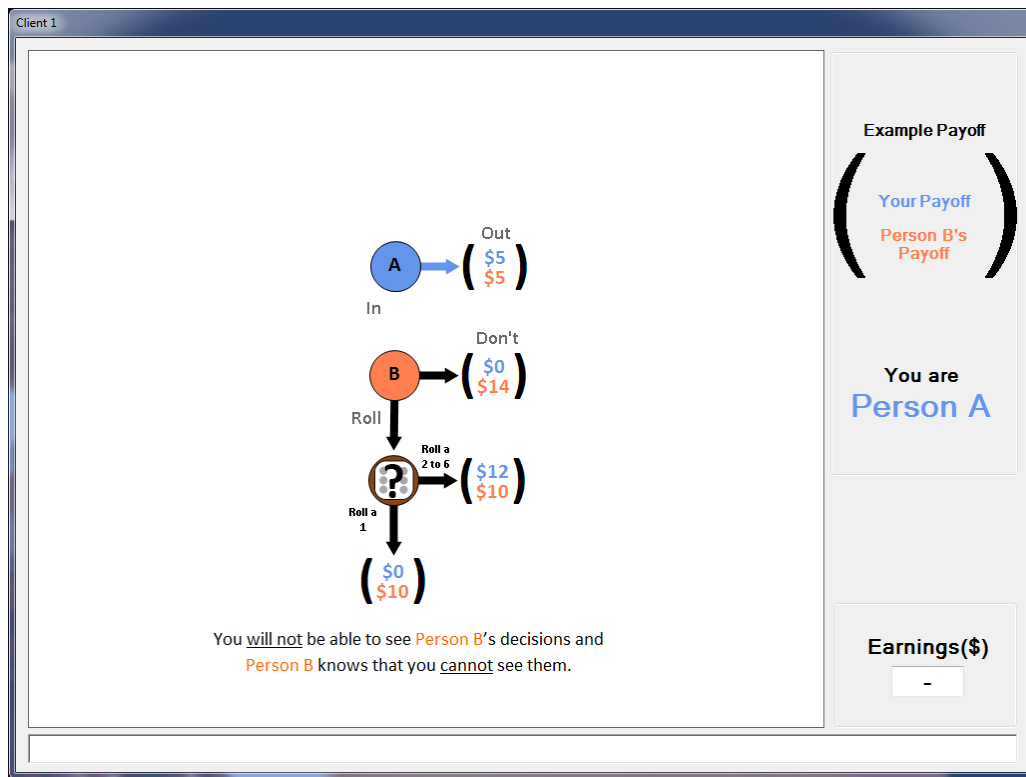 Client 1
Example Payoff
Your Payoff
Person B's
Payoff
You are
Person A
Earnings($)
-
Out
A
( $5
$5 )
In
Don't
B
( $0
$14 )
Roll
Roll a
2 to 6
?
( $12
$10 )
Roll a
1
( $0
$10 )
You will not be able to see Person B's decisions and
Person B knows that you cannot see them.